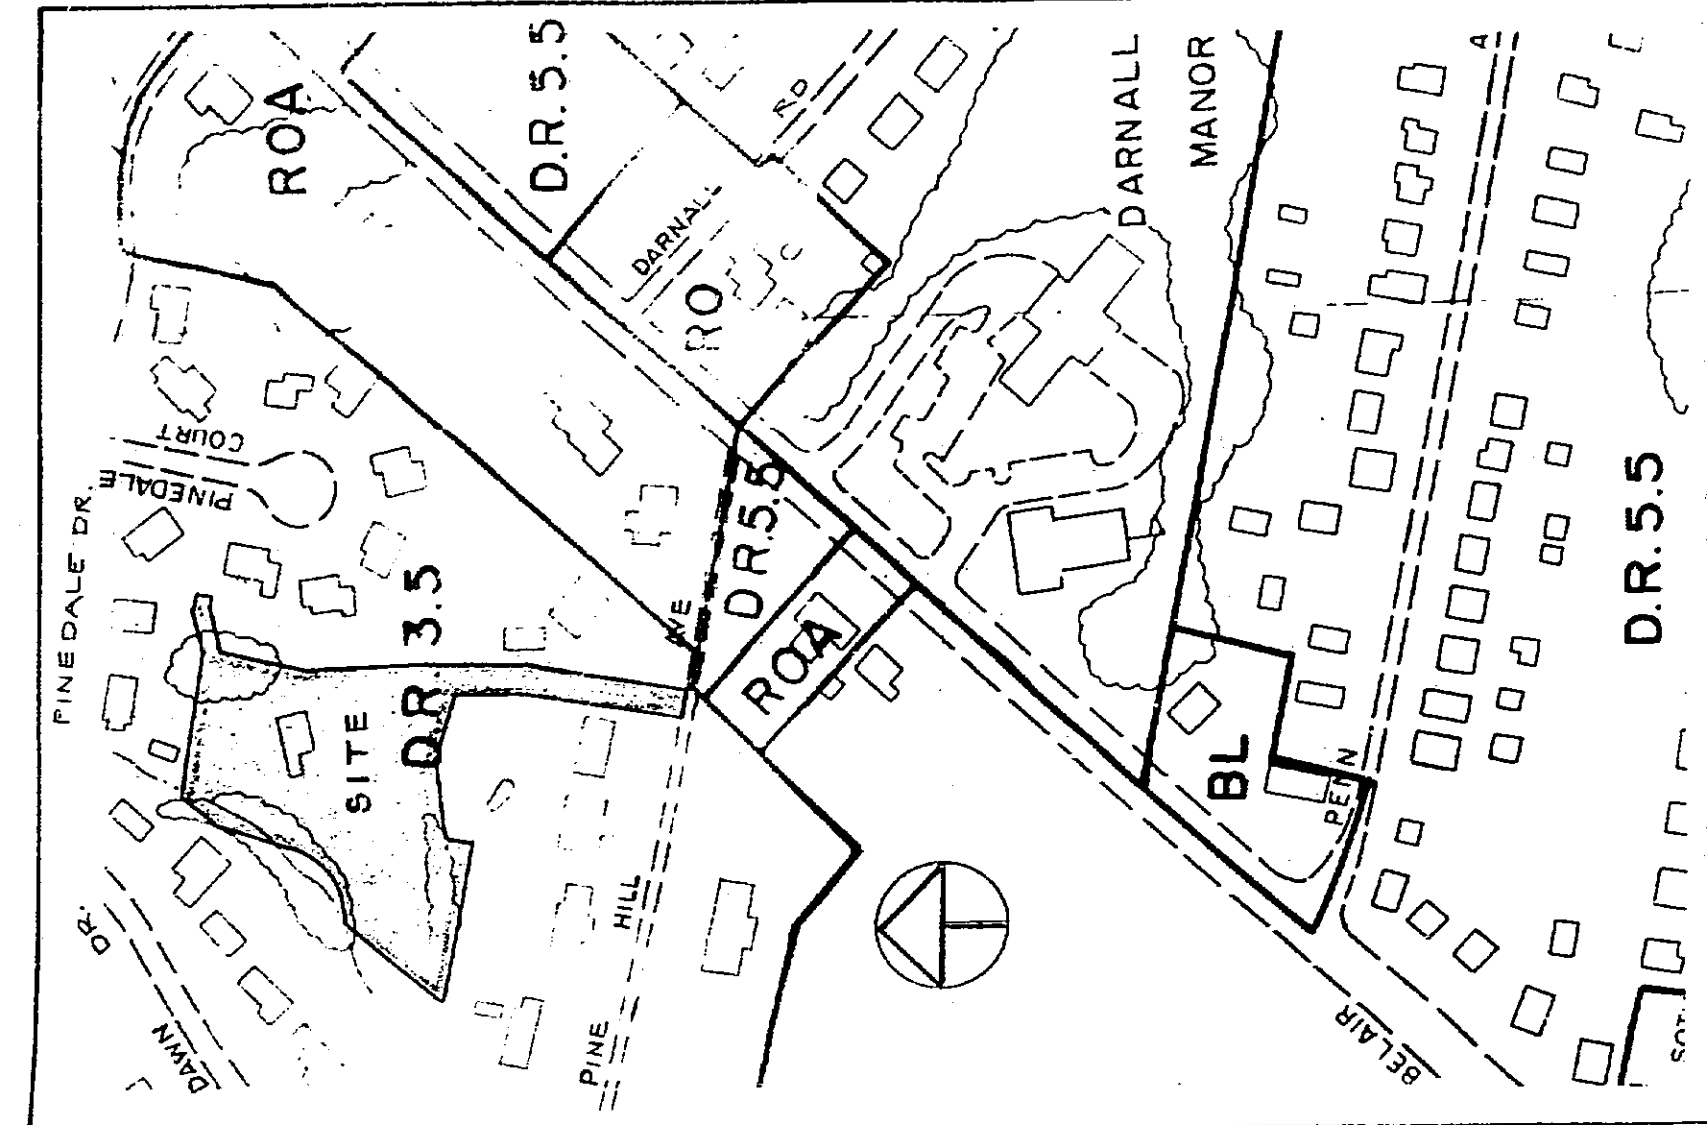 ROA
D.R.5.5
RD
DARNALL
MANOR
A
DARNALL
RO
C
PINEDALE DR.
PINEDALE
COURT
D.R. 3.5
SITE
AVE
D.R.5.5
ROA
D.R.5.5
BL
PENN
HILL
PINE
DR.
DAWN
BELAIR